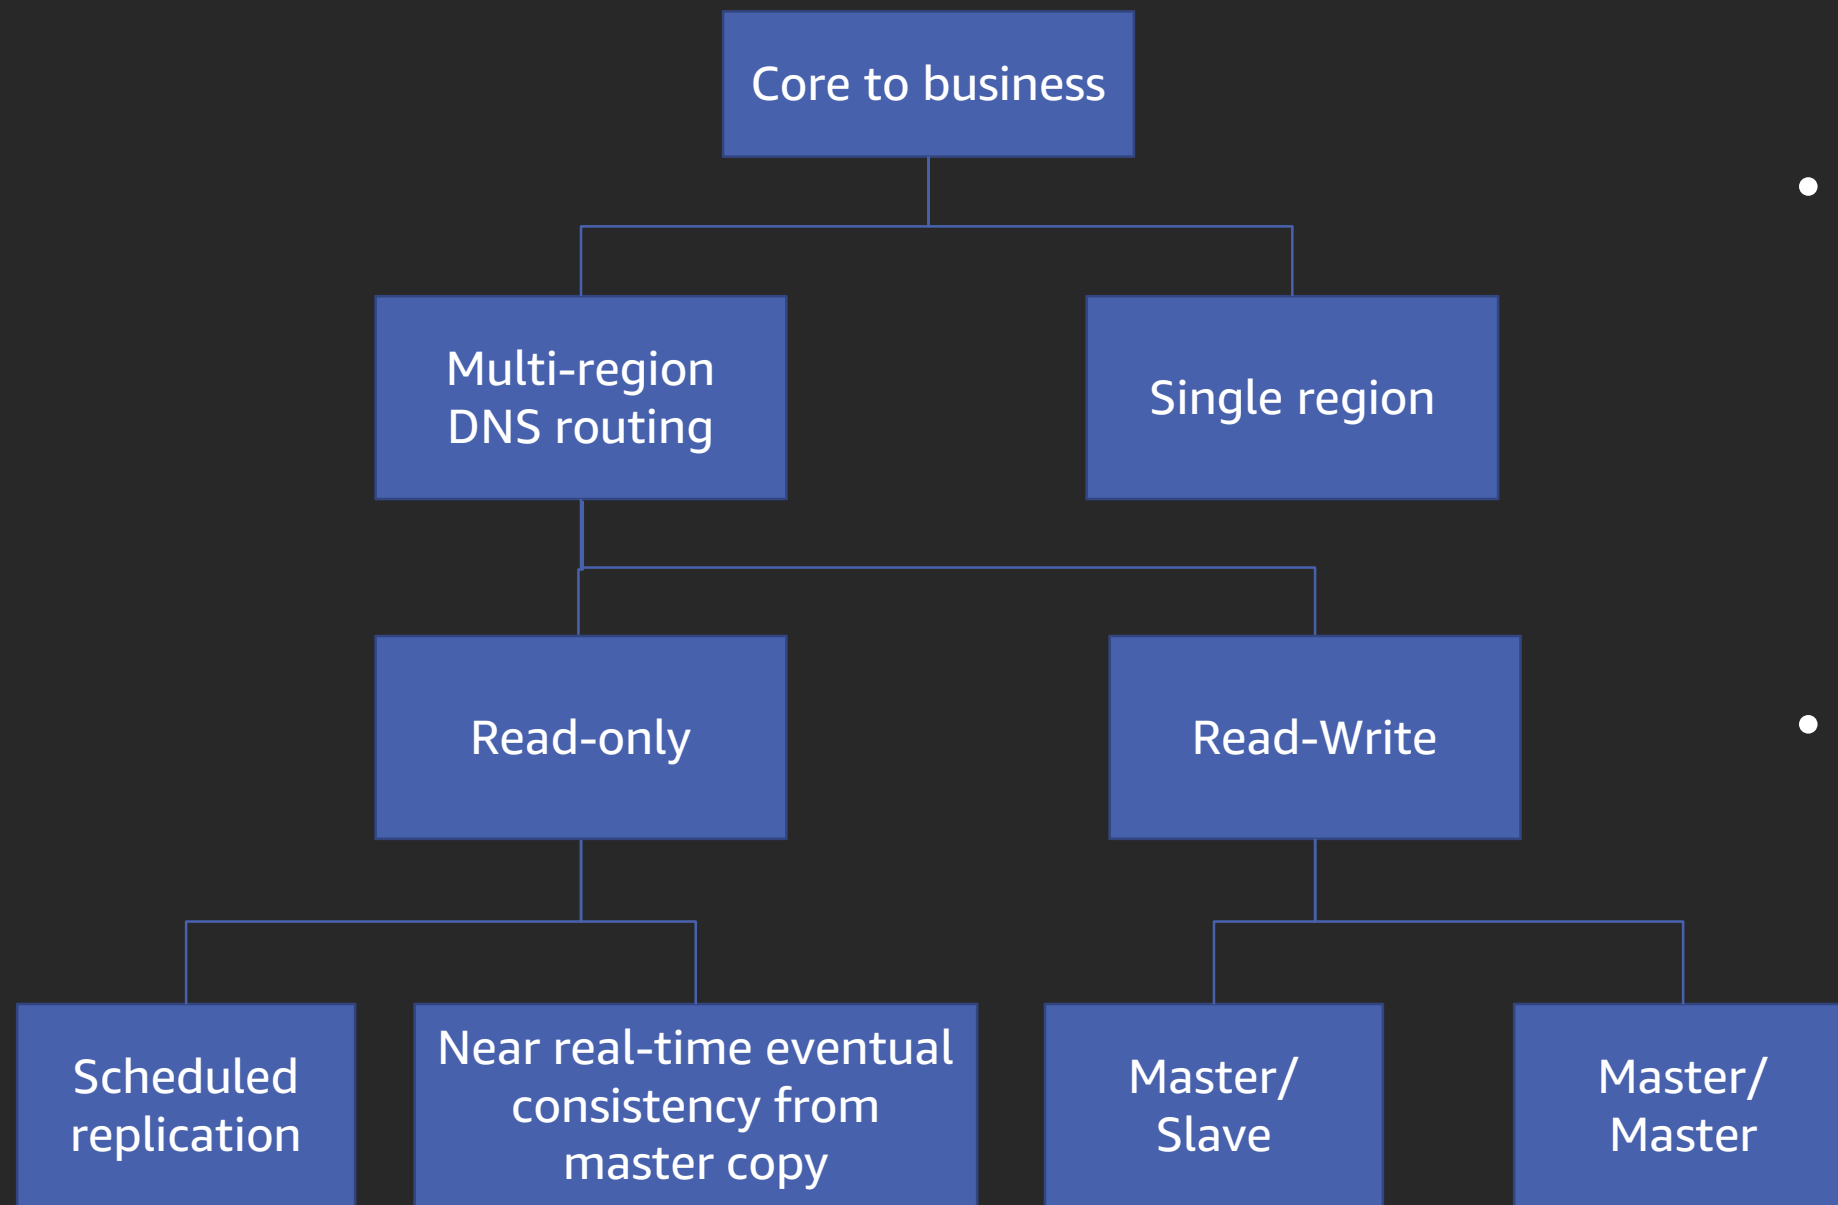 Core to business
Multi-region
DNS routing
Single region
Read-only
Read-Write
Scheduled
replication
Near real-time eventual
consistency from
master copy
Master/
Slave
Master/
Master